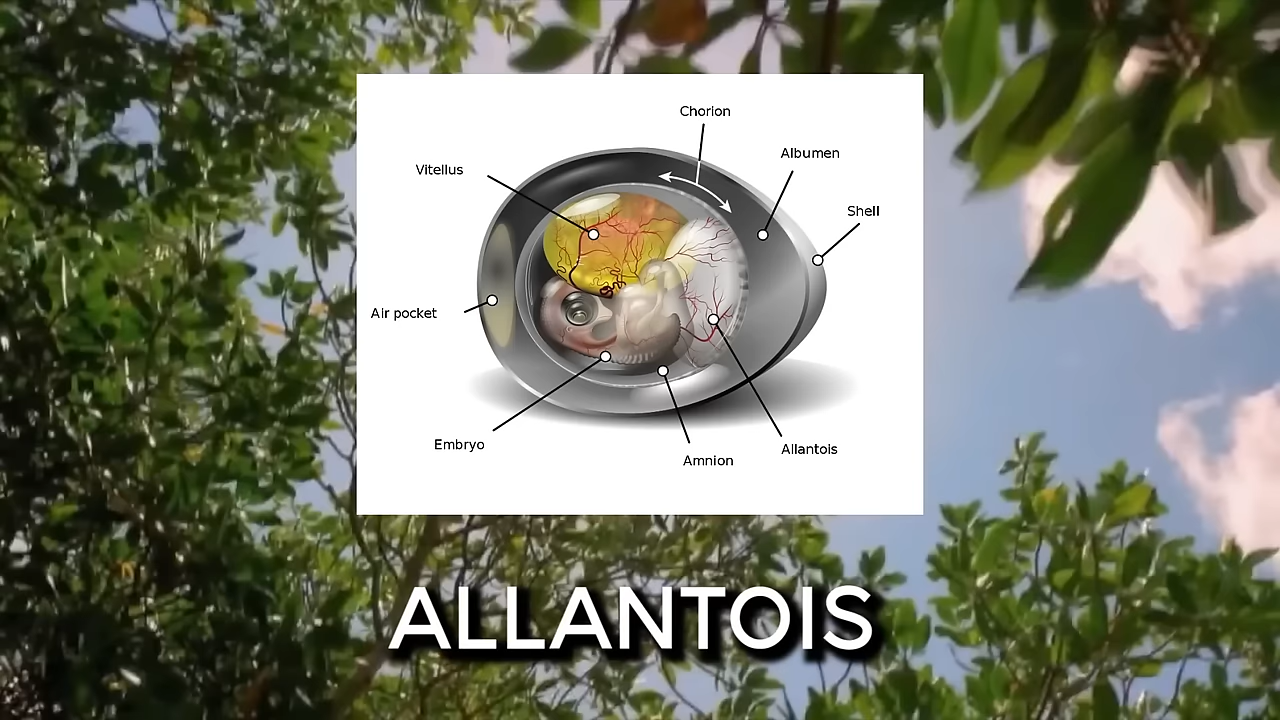 Chorion
Albumen
Vitellus
Shell
Air pocket
Embryo
Allantois
Amnion
ALLANTOIS